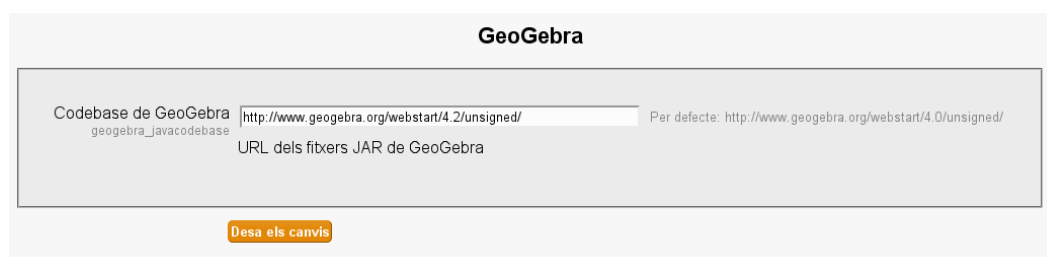 GeoGebra
Codebase de GeoGebra http://www.geogebra.org/webstart/4.2/unsigned/ Per defecte: http://www.geogebra.org/webstart/4.0/unsigned/
geogebra_javacodebase
URL dels fitxers JAR de GeoGebra
Desa els canvis